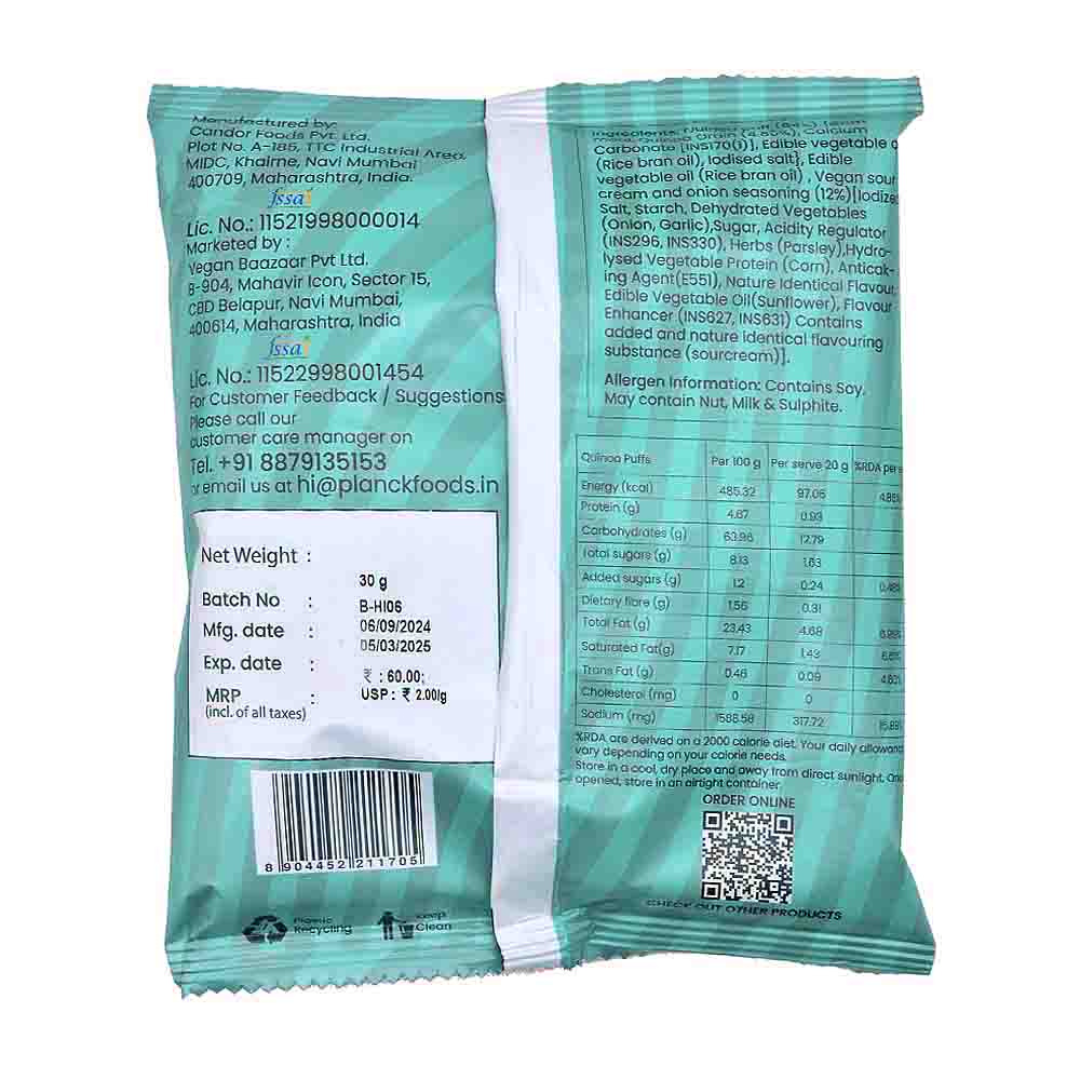 Manufactured by:
Candor Foods Pvt. Ltd.
Plot No. A-185, TTC Industrial Area,
MIDC, Khairne, Navi Mumbai
400709, Maharashtra, India.
fssai
Lic. No.: 11521998000014
Marketed by :
Vegan Baazaar Pvt Ltd.
B-904, Mahavir Icon, Sector 15,
CBD Belapur, Navi Mumbai,
400614, Maharashtra, India
fssai
Lic. No.: 11522998001454
For Customer Feedback / Suggestions
Please call our
customer care manager on
Tel. +91 8879135153
or email us at hi@planckfoods.in
Net Weight : 30 g
Batch No : B-HI06
Mfg. date : 06/09/2024
Exp. date : 05/03/2025
MRP : ₹ : 60.00;
(incl. of all taxes) USP : ₹ 2.00/g
8 904452 211705
Plastic
Recycling
Keep
Clean
Ingredients:
Grain (4.80%), Calcium
Carbonate [INS170(i)], Edible vegetable
(Rice bran oil), Iodised salt}, Edible
vegetable oil (Rice bran oil) , Vegan sour
cream and onion seasoning (12%)[Iodize
Salt, Starch, Dehydrated Vegetables
(Onion, Garlic),Sugar, Acidity Regulator
(INS296, INS330), Herbs (Parsley),Hydro-
lysed Vegetable Protein (Corn), Anticak-
ing Agent(E551), Nature Identical Flavour
Edible Vegetable Oil(Sunflower), Flavour
Enhancer (INS627, INS631) Contains
added and nature identical flavouring
substance (sourcream)].
Allergen Information: Contains Soy.
May contain Nut, Milk & Sulphite.
Quinoa Puffs Per 100 g Per serve 20 g %RDA per s
Energy (kcal) 485.32 97.06 4.85%
Protein (g) 4.67 0.93
Carbohydrates (g) 63.96 12.79
Total sugars (g) 8.13 1.63
Added sugars (g) 1.2 0.24 0.48%
Dietary fibre (g) 1.56 0.31
Total Fat (g) 23.43 4.68
Saturated Fat(g) 7.17 1.43
Trans Fat (g) 0.46 0.09
Cholesterol (mg) 0 0
Sodium (mg) 1588.58 317.72
%RDA are derived on a 2000 calorie diet. Your daily allowanc
vary depending on your calorie needs.
Store in a cool, dry place and away from direct sunlight. Onc
opened, store in an airtight container.
ORDER ONLINE
CHECK OUT OTHER PRODUCTS